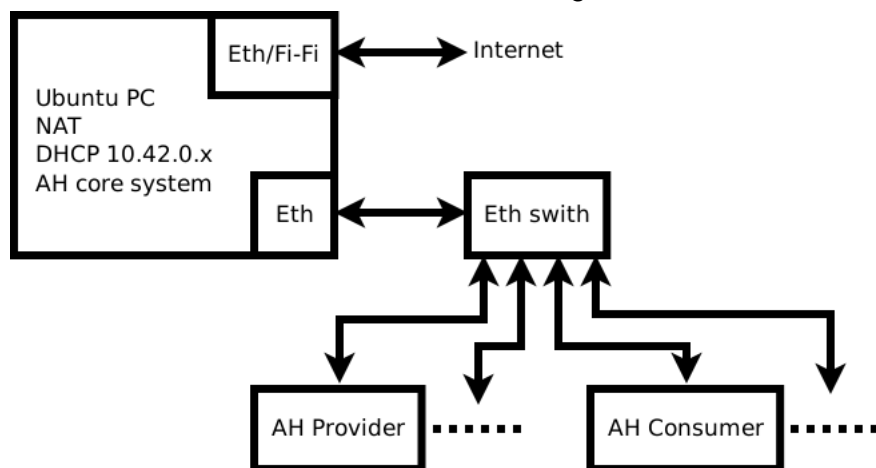 Eth/Fi-Fi
Internet
Ubuntu PC
NAT
DHCP 10.42.0.x
AH core system
Eth
Eth swith
AH Provider
AH Consumer